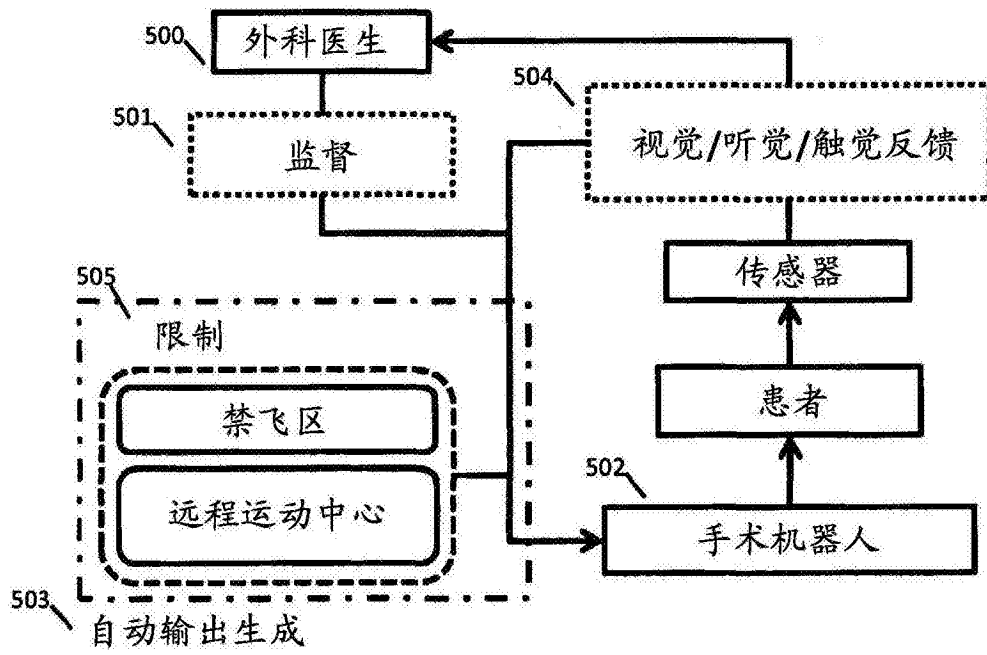 500
外科医生
504
501
监督
视觉/听觉/触觉反馈
传感器
505
限制
禁飞区
患者
远程运动中心
502
手术机器人
503
自动输出生成